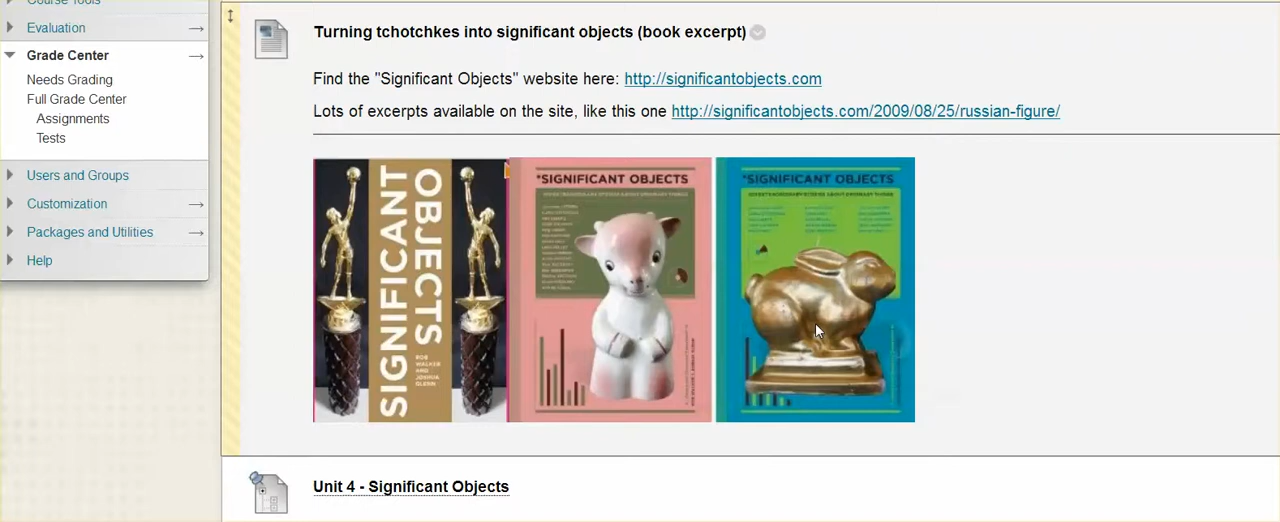 Course Tools
Evaluation
Grade Center
Needs Grading
Full Grade Center
Assignments
Tests
Users and Groups
Customization
Packages and Utilities
Help
Turning tchotchkes into significant objects (book excerpt)
Find the "Significant Objects" website here: http://significantobjects.com
Lots of excerpts available on the site, like this one http://significantobjects.com/2009/08/25/russian-figure/
SIGNIFICANT
OBJECTS
ROB
WALKER
AND
JOSHUA
GLENN
*SIGNIFICANT OBJECTS
*SIGNIFICANT OBJECTS
Unit 4 - Significant Objects